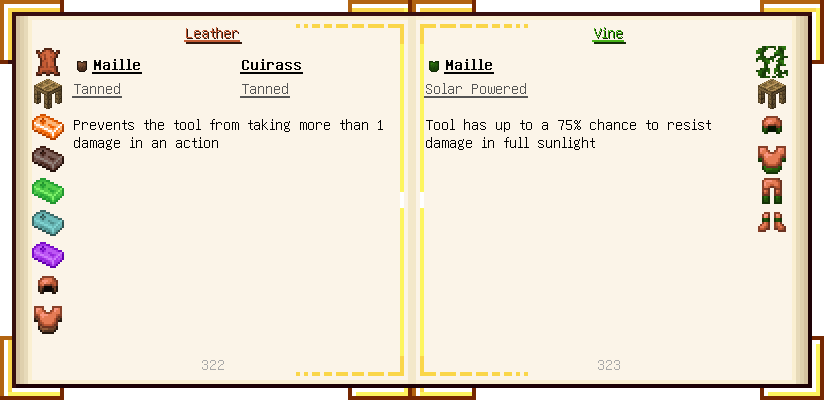 Leather
Maille Cuirass
Tanned Tanned
Prevents the tool from taking more than 1
damage in an action
322
Vine
Maille
Solar Powered
Tool has up to a 75% chance to resist
damage in full sunlight
323